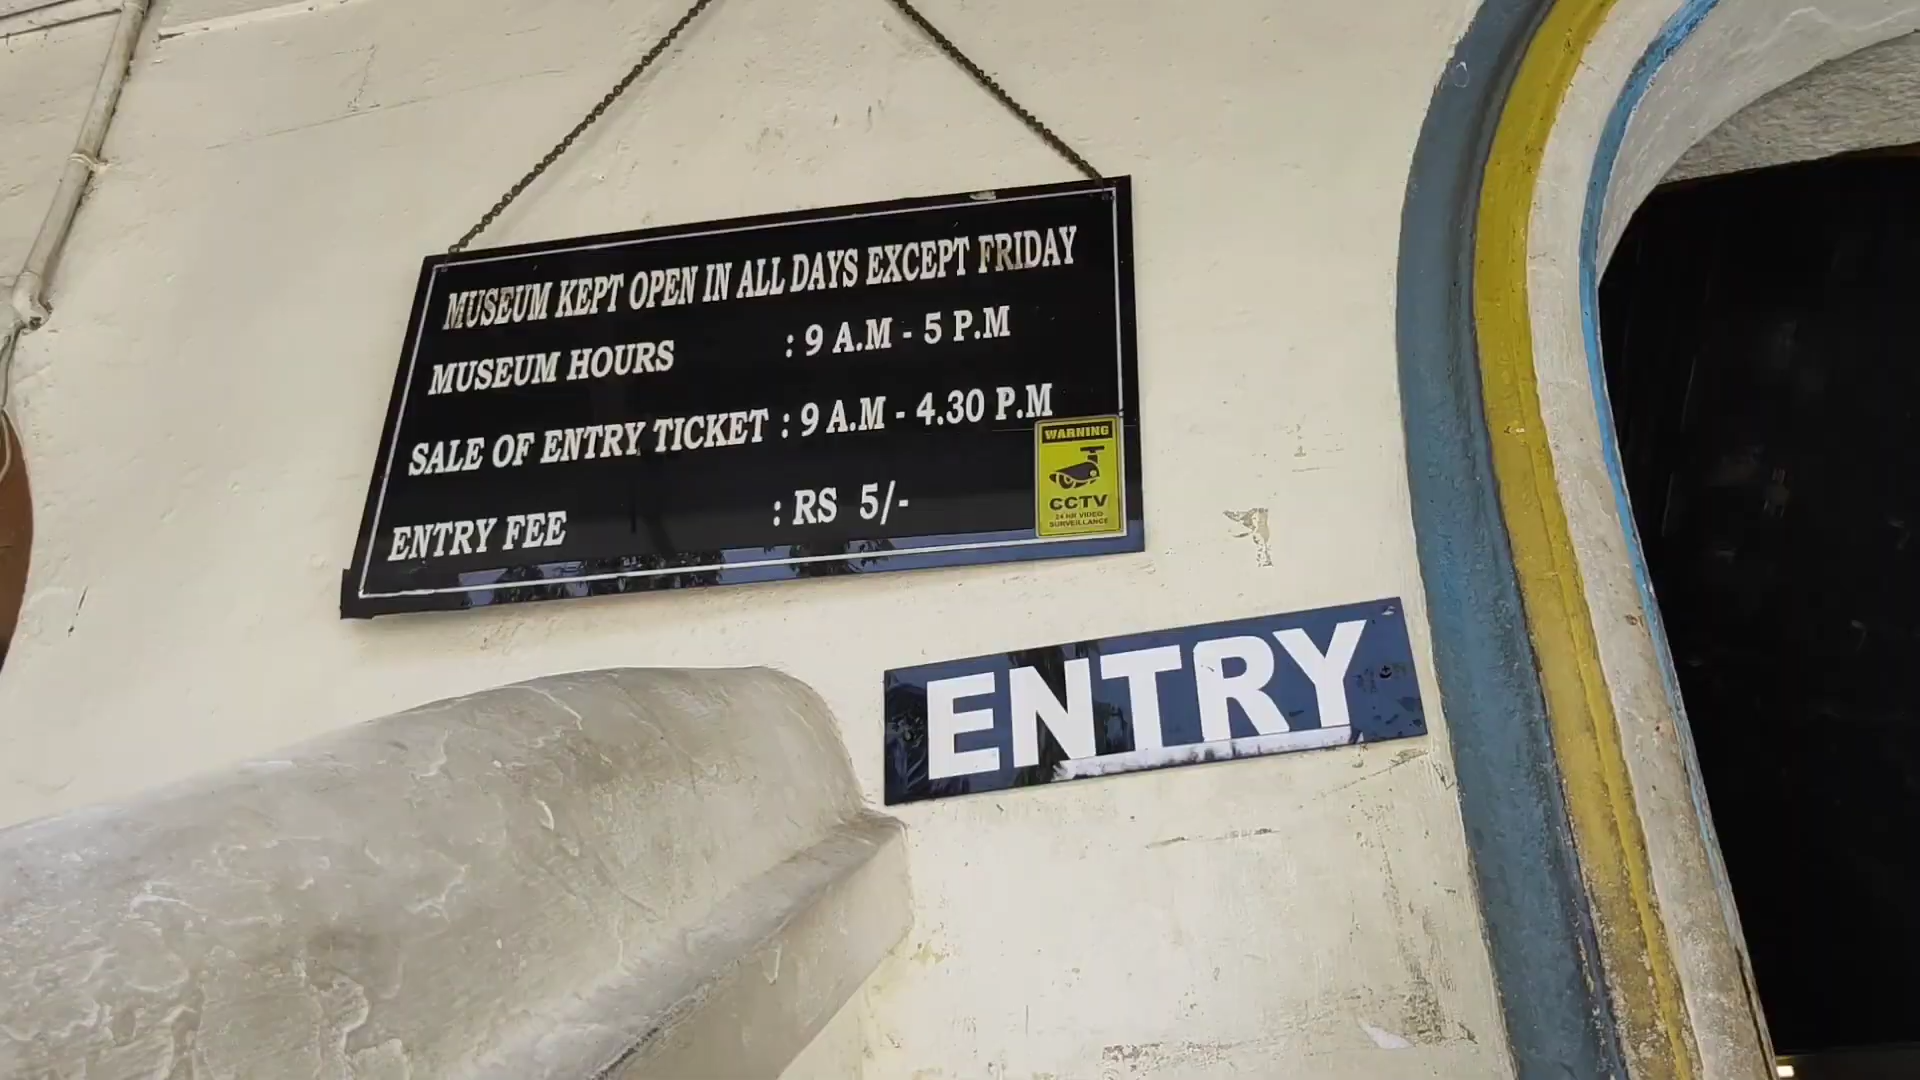 MUSEUM KEPT OPEN IN ALL DAYS EXCEPT FRIDAY
MUSEUM HOURS : 9 A.M - 5 P.M
SALE OF ENTRY TICKET : 9 A.M - 4.30 P.M
ENTRY FEE : RS 5/-
WARNING
CCTV
24 HR VIDEO
SURVEILLANCE
ENTRY